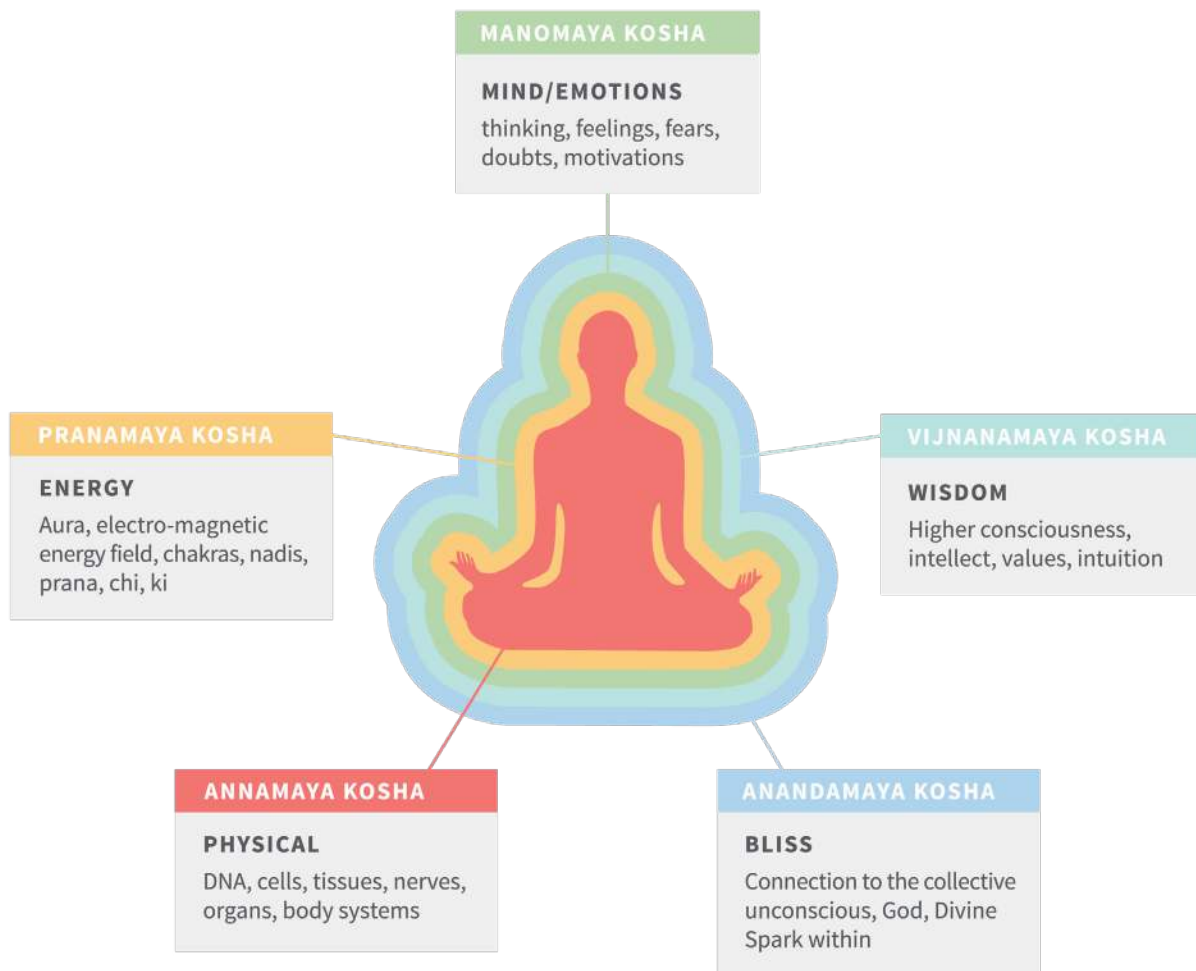 MANOMAYA KOSHA
MIND/EMOTIONS
thinking, feelings, fears,
doubts, motivations
PRANAMAYA KOSHA
ENERGY
Aura, electro-magnetic
energy field, chakras, nadis,
prana, chi, ki
VIJNANAMAYA KOSHA
WISDOM
Higher consciousness,
intellect, values, intuition
ANNAMAYA KOSHA
PHYSICAL
DNA, cells, tissues, nerves,
organs, body systems
ANANDAMAYA KOSHA
BLISS
Connection to the collective
unconscious, God, Divine
Spark within